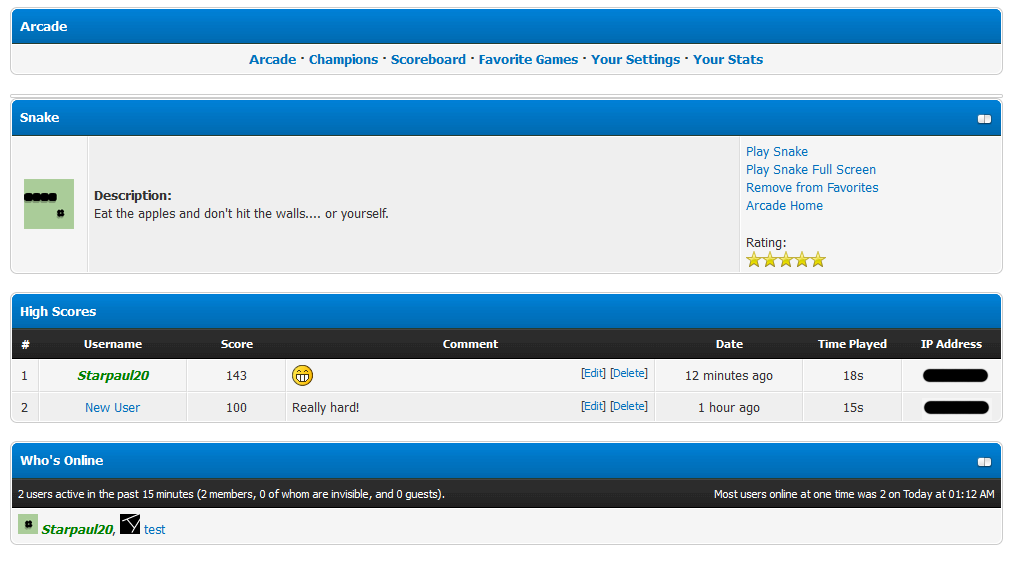 Arcade
Arcade · Champions · Scoreboard · Favorite Games · Your Settings · Your Stats
Snake
Play Snake
Play Snake Full Screen
Description:
Remove from Favorites
Eat the apples and don't hit the walls.... or yourself.
Arcade Home
Rating:
High Scores
# Username Score Comment Date Time Played IP Address
1 Starpaul20 143 [Edit] [Delete] 12 minutes ago 18s
2 New User 100 Really hard! [Edit] [Delete] 1 hour ago 15s
Who's Online
2 users active in the past 15 minutes (2 members, 0 of whom are invisible, and 0 guests). Most users online at one time was 2 on Today at 01:12 AM
Starpaul20, test